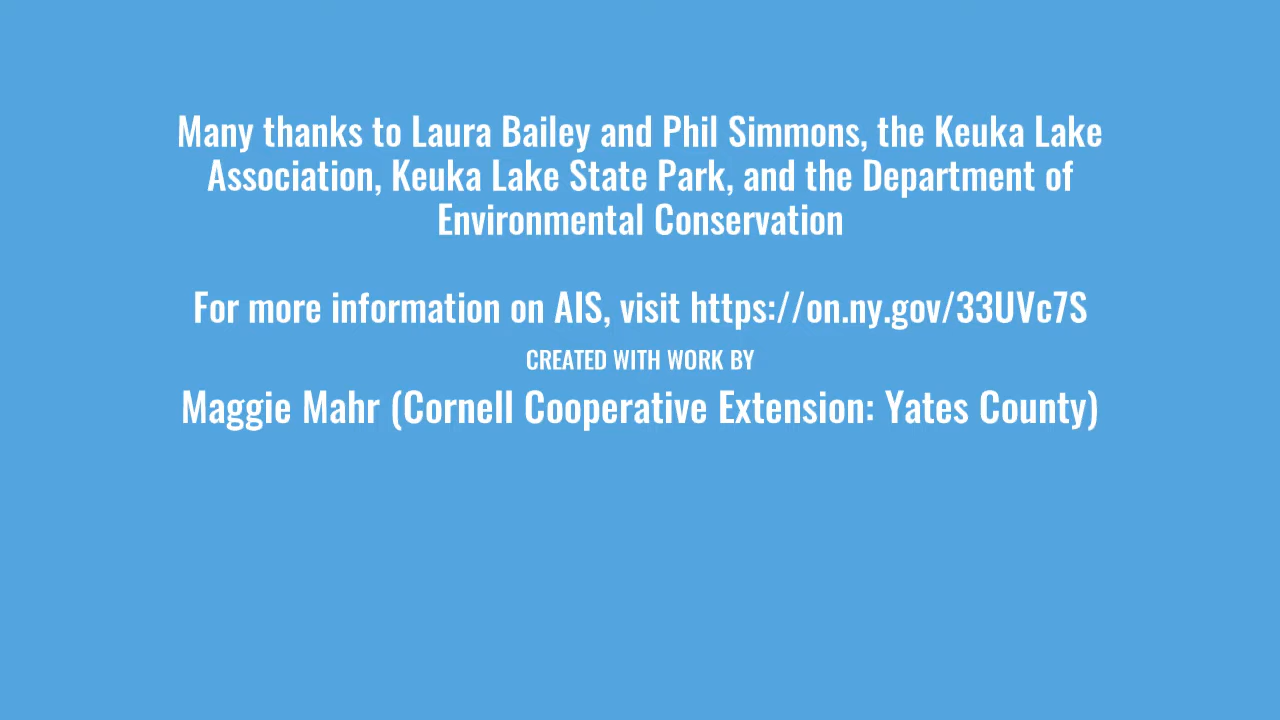 Many thanks to Laura Bailey and Phil Simmons, the Keuka Lake
Association, Keuka Lake State Park, and the Department of
Environmental Conservation
For more information on AIS, visit https://on.ny.gov/33UVc7S
CREATED WITH WORK BY
Maggie Mahr (Cornell Cooperative Extension: Yates County)